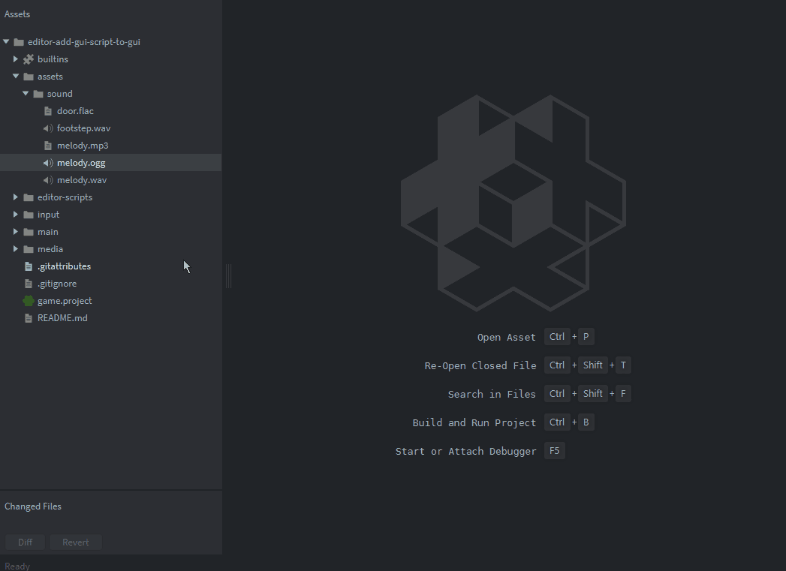 Assets
editor-add-gui-script-to-gui
builtins
assets
sound
door.flac
footstep.wav
melody.mp3
melody.ogg
melody.wav
editor-scripts
input
main
media
.gitattributes
.gitignore
game.project
README.md
Open Asset Ctrl + P
Re-Open Closed File Ctrl + Shift + T
Search in Files Ctrl + Shift + F
Build and Run Project Ctrl + B
Start or Attach Debugger F5
Changed Files
Diff Revert
Ready